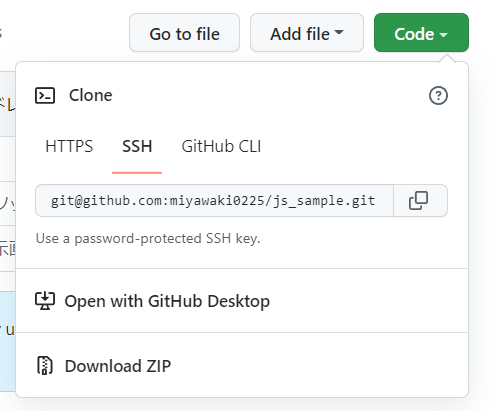 Go to file
Add file
Code
Clone
HTTPS
SSH
GitHub CLI
git@github.com:miyawaki0225/js_sample.git
Use a password-protected SSH key.
Open with GitHub Desktop
Download ZIP